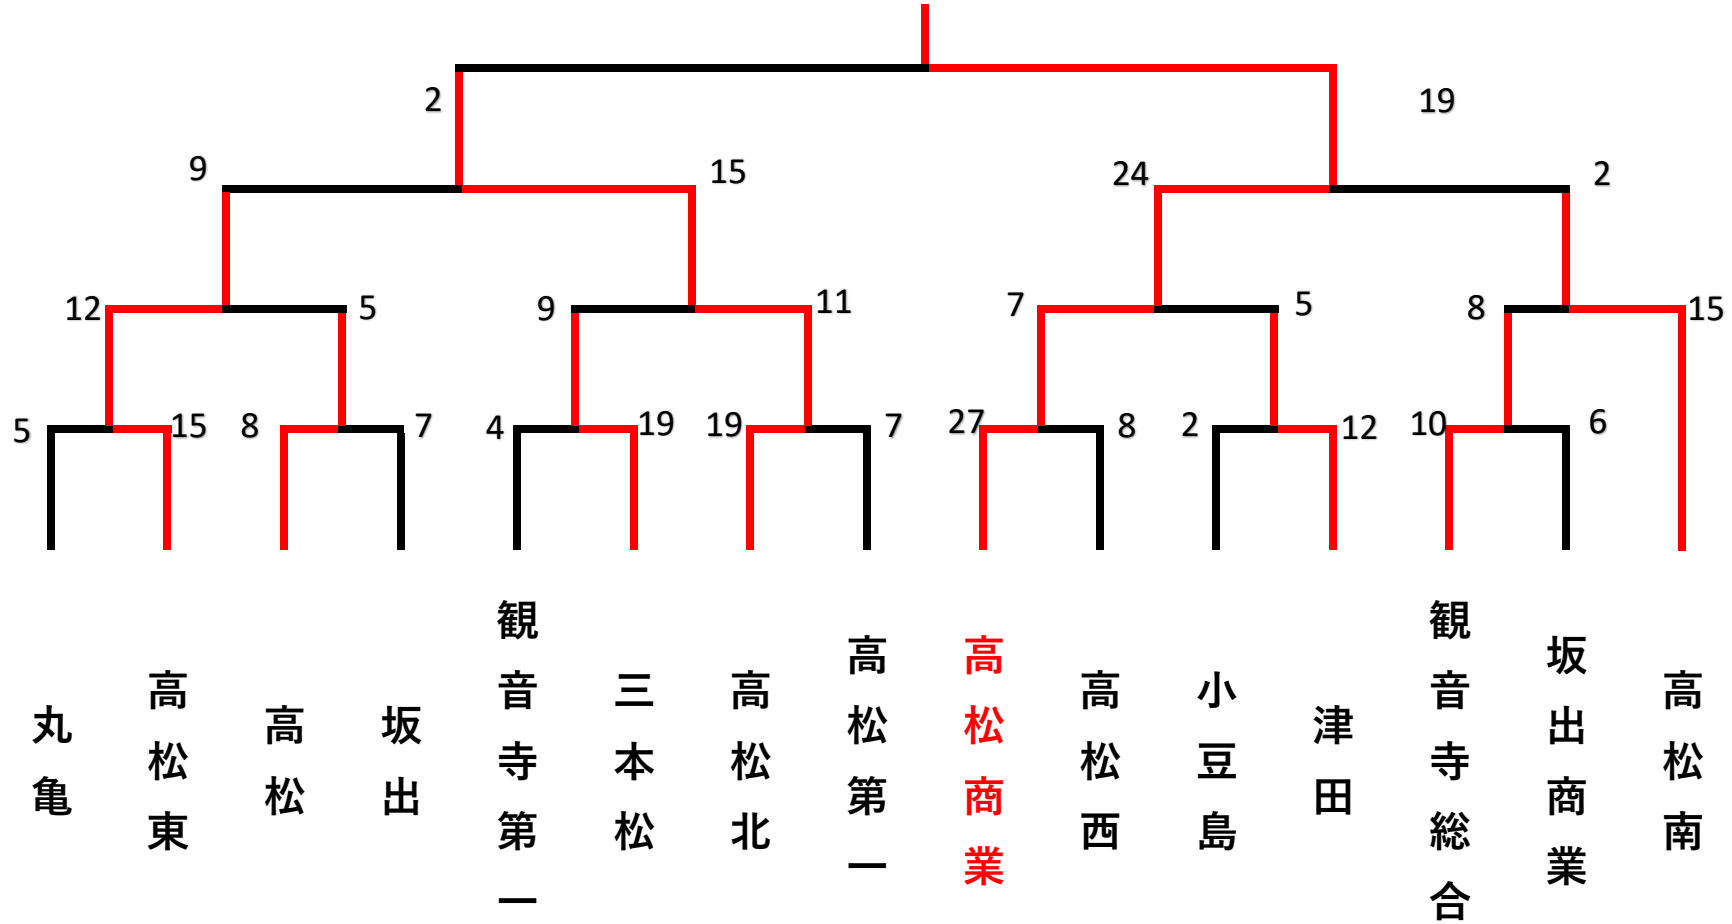 2 19
9 15 24 2
12 5 9 11 7 5 8 15
5 15 8 7 4 19 19 7 27 8 2 12 10 6
丸亀
高松東
高松
坂出
観音寺第一
三本松
高松北
高松第一
高松商業
高松西
小豆島
津田
観音寺総合
坂出商業
高松南